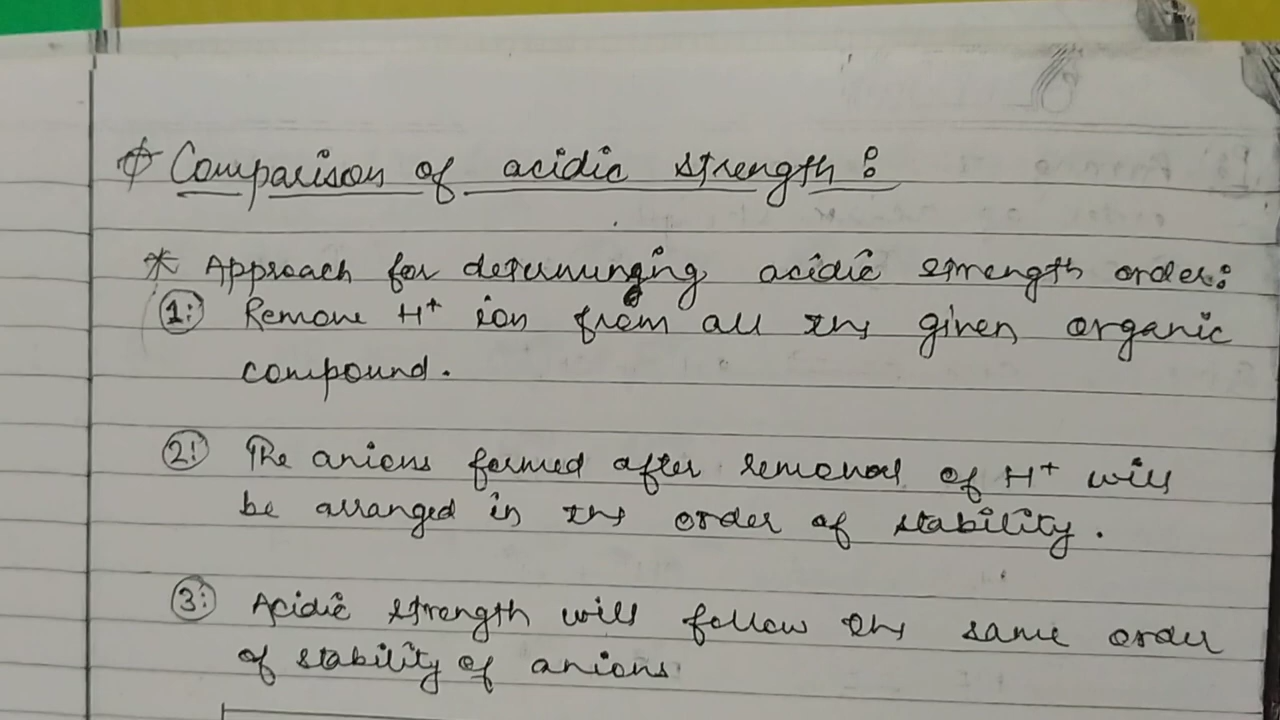 Comparison of acidic strength :
* Approach for determining acidic strength order:
1: Remove H+ ion from all the given organic
compound.
2: The anions formed after removal of H+ will
be arranged in the order of stability.
3: Acidic strength will follow the same order
of stability of anions